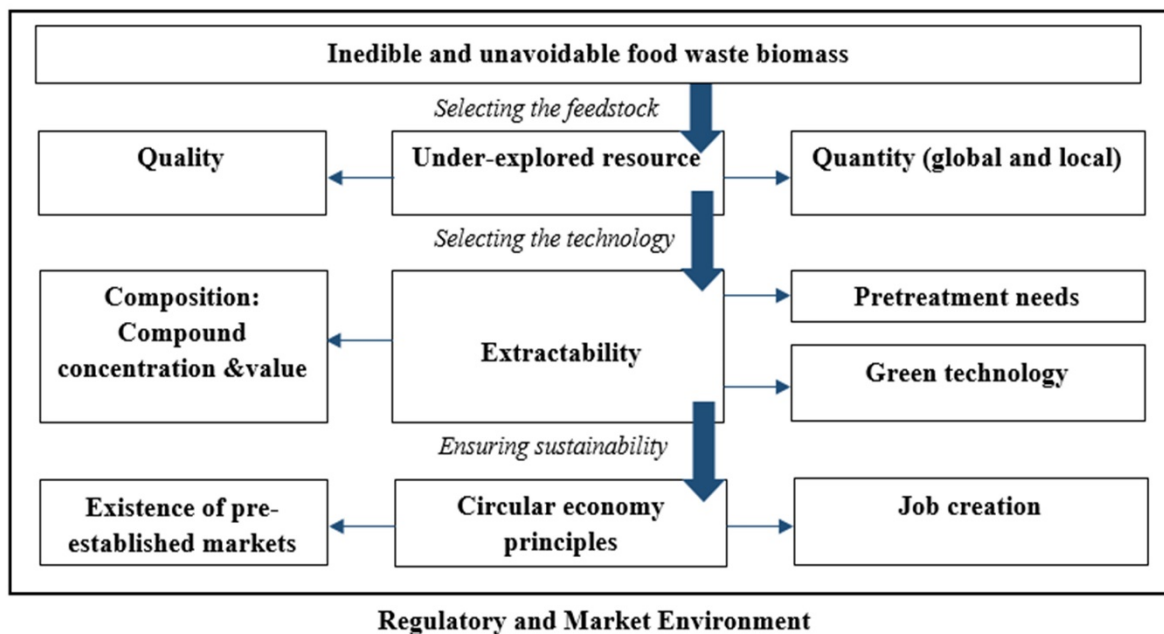 Inedible and unavoidable food waste biomass
Selecting the feedstock
Quality
Under-explored resource
Quantity (global and local)
Selecting the technology
Composition:
Compound
concentration &value
Extractability
Pretreatment needs
Green technology
Ensuring sustainability
Existence of pre-
established markets
Circular economy
principles
Job creation
Regulatory and Market Environment